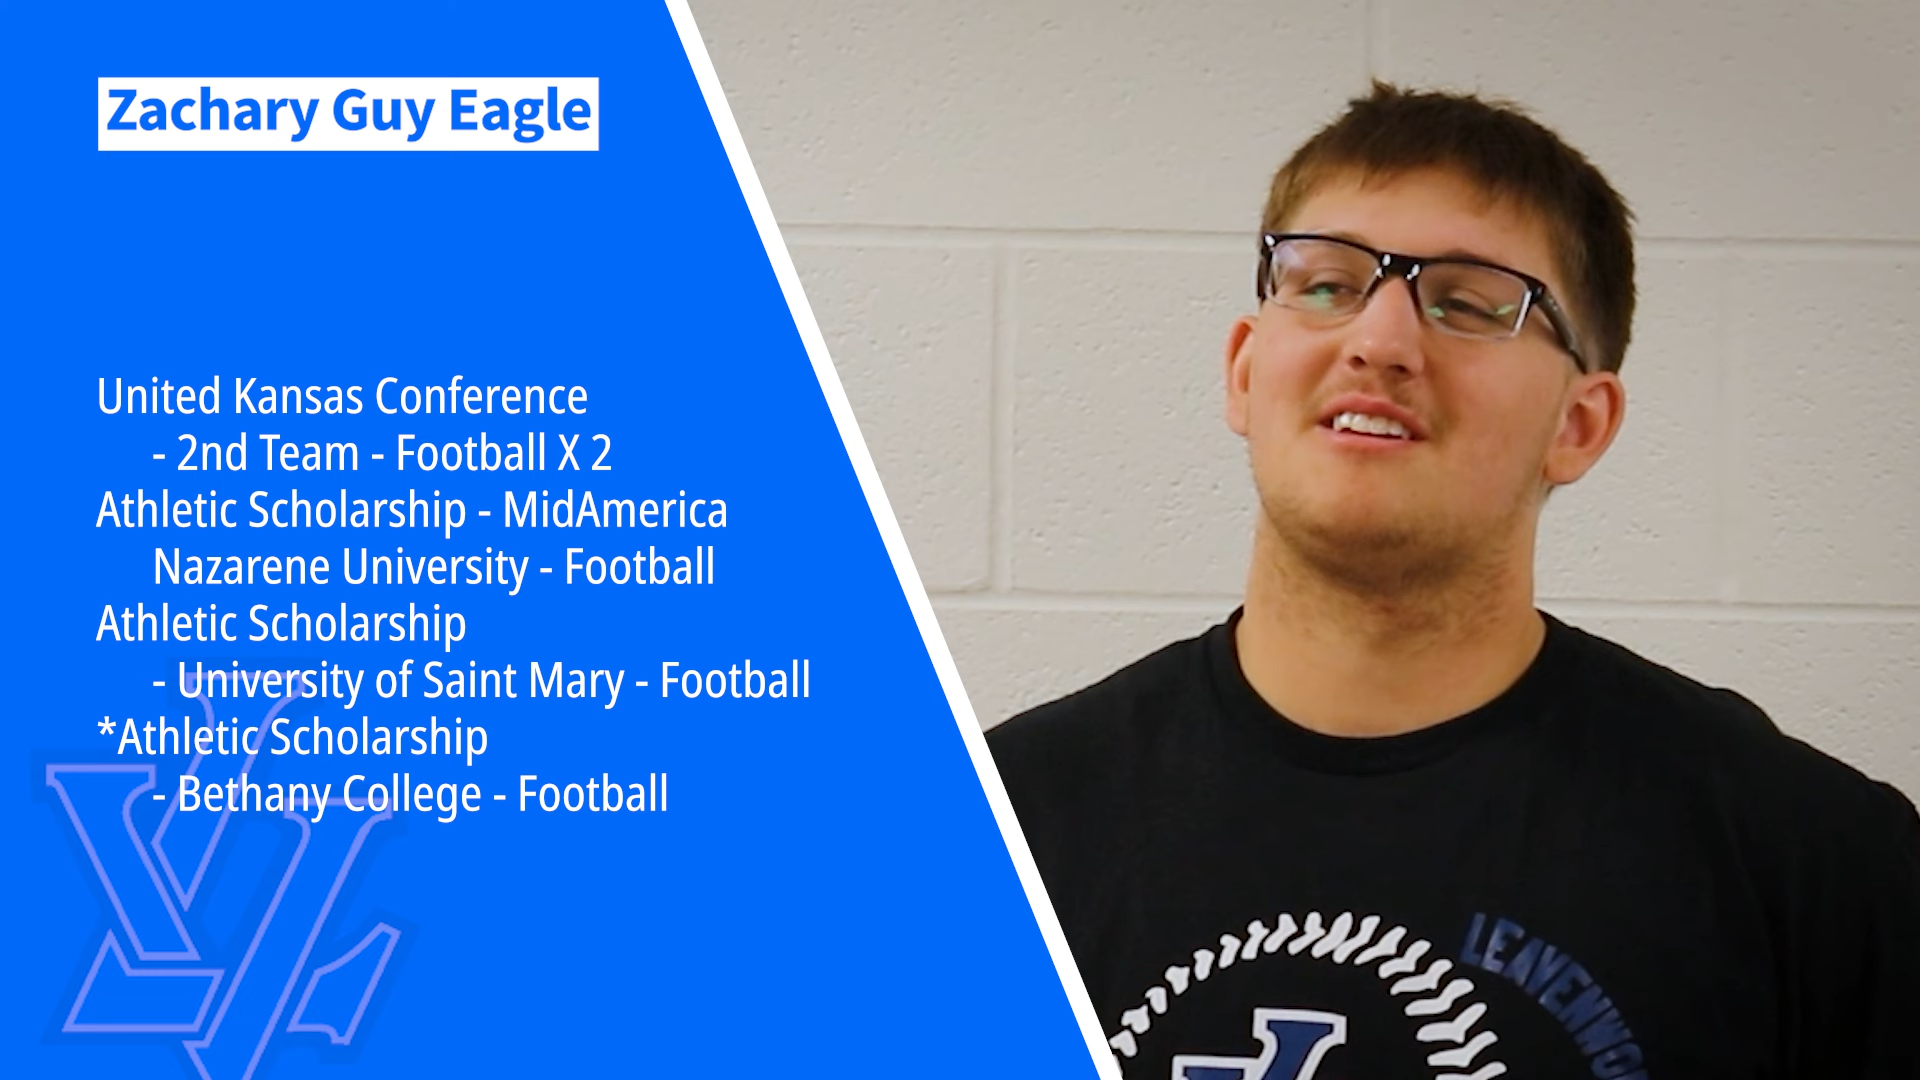 Zachary Guy Eagle
United Kansas Conference
- 2nd Team - Football X 2
Athletic Scholarship - MidAmerica
Nazarene University - Football
Athletic Scholarship
- University of Saint Mary - Football
*Athletic Scholarship
- Bethany College - Football